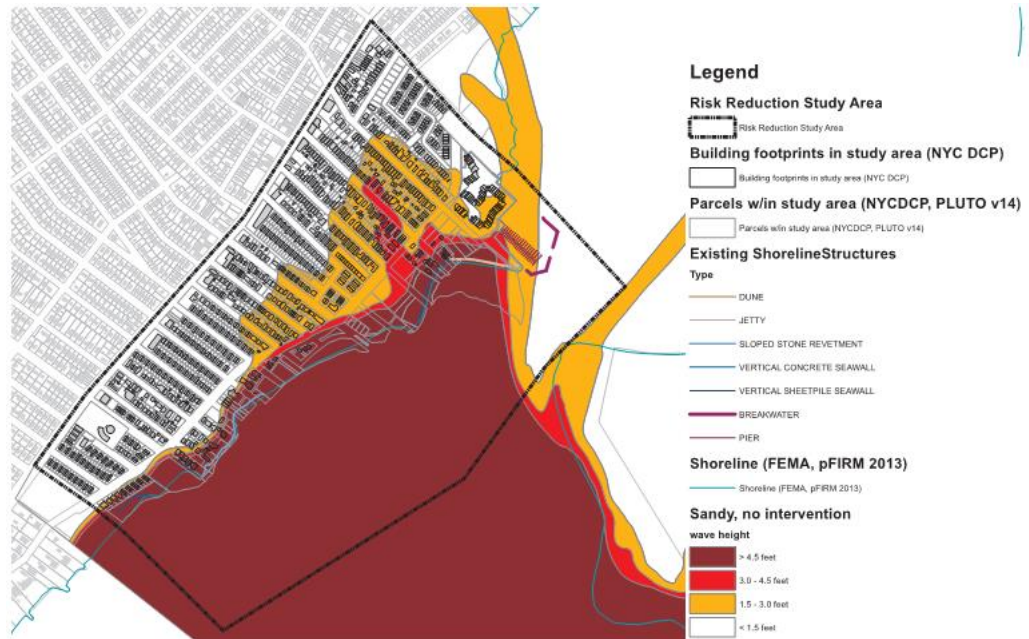 Legend
Risk Reduction Study Area
Risk Reduction Study Area
Building footprints in study area (NYC DCP)
Building footprints in study area (NYC DCP)
Parcels w/in study area (NYCDCP, PLUTO v14)
Parcels w/in study area (NYCDCP, PLUTO v14)
Existing ShorelineStructures
Type
DUNE
JETTY
SLOPED STONE REVETMENT
VERTICAL CONCRETE SEAWALL
VERTICAL SHEETPILE SEAWALL
BREAKWATER
PIER
Shoreline (FEMA, pFIRM 2013)
Shoreline (FEMA, pFIRM 2013)
Sandy, no intervention
wave height
> 4.5 feet
3.0 - 4.5 feet
1.5 - 3.0 feet
< 1.5 feet